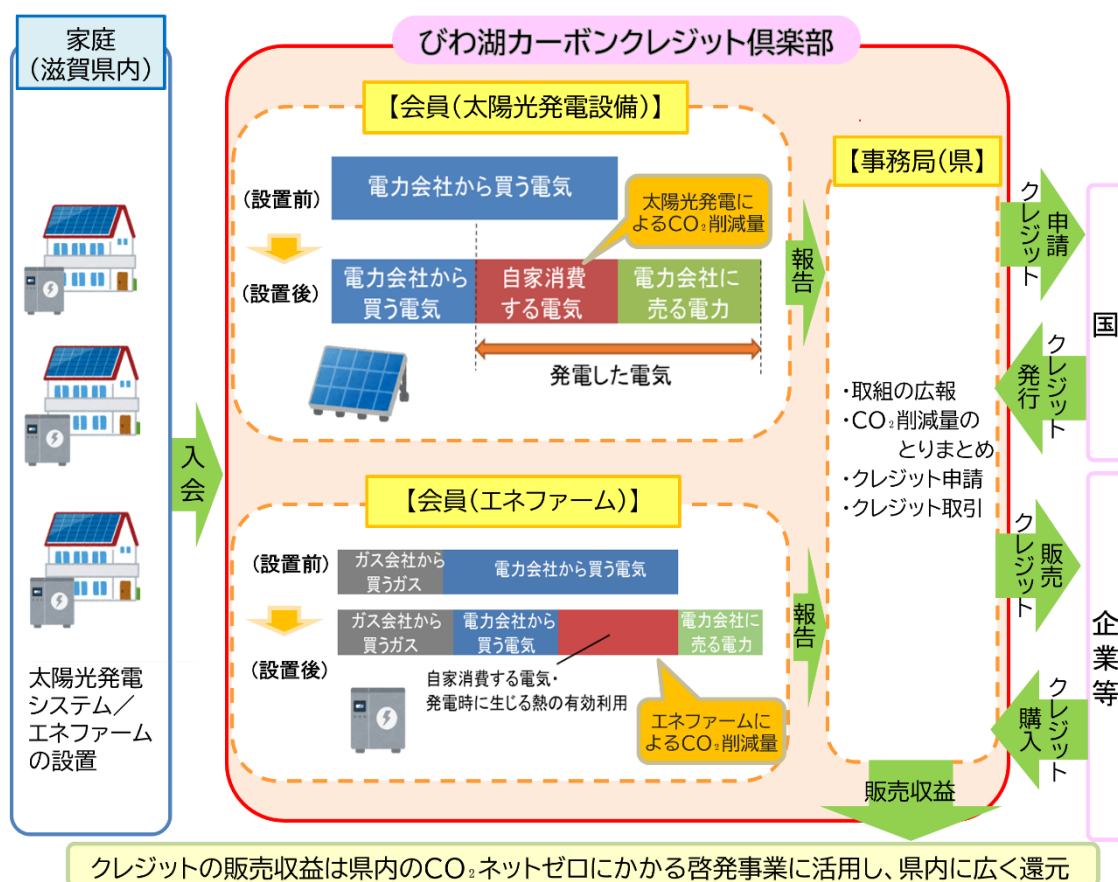 家庭
（滋賀県内）
太陽光発電
システム／
エネファーム
の設置
入会
びわ湖カーボンクレジット倶楽部
【会員（太陽光発電設備）】
（設置前）
電力会社から買う電気
太陽光発電に
よるCO₂削減量
（設置後）
電力会社から
買う電気
自家消費
する電気
電力会社に
売る電力
発電した電気
報告
【会員（エネファーム）】
（設置前）
ガス会社から
買うガス
電力会社から買う電気
（設置後）
ガス会社から
買うガス
電力会社から
買う電気
電力会社に
売る電力
自家消費する電気・
発電時に生じる熱の有効利用
エネファームに
よるCO₂削減量
報告
【事務局（県】
・取組の広報
・CO₂削減量の
とりまとめ
・クレジット申請
・クレジット取引
クレジット
申請
クレジット
発行
国
クレジット
販売
クレジット
購入
企業等
販売収益
クレジットの販売収益は県内のCO₂ネットゼロにかかる啓発事業に活用し、県内に広く還元